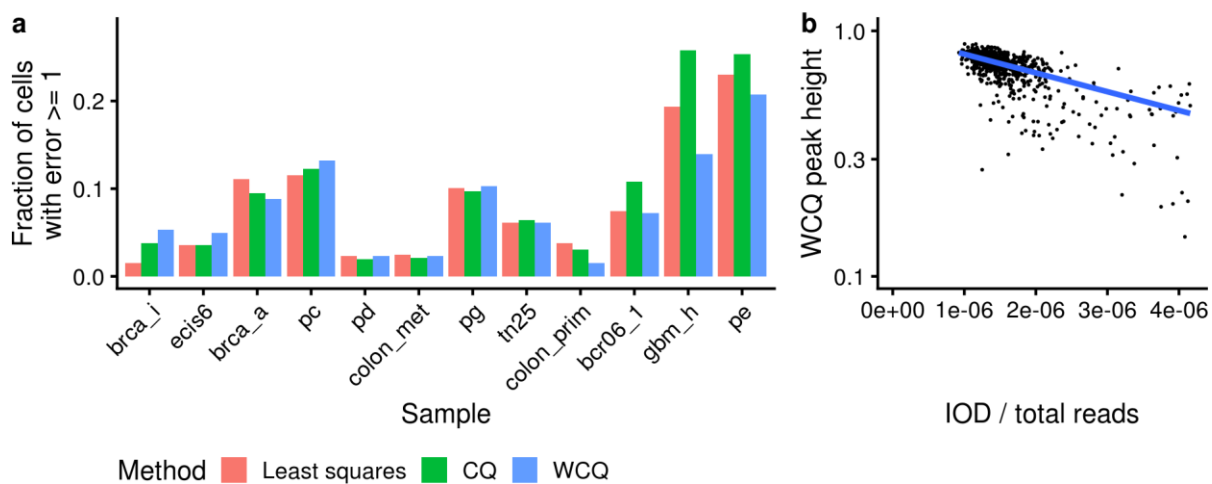 a
Fraction of cells
with error >= 1
0.2
0.1
0.0
brca_i
ecis6
brca_a
pc
pd
colon_met
pg
tn25
colon_prim
bcr06_1
gbm_h
pe
Sample
Method
Least squares
CQ
WCQ
b
WCQ peak height
1.0
0.3
0.1
0e+00 1e-06 2e-06 3e-06 4e-06
IOD / total reads